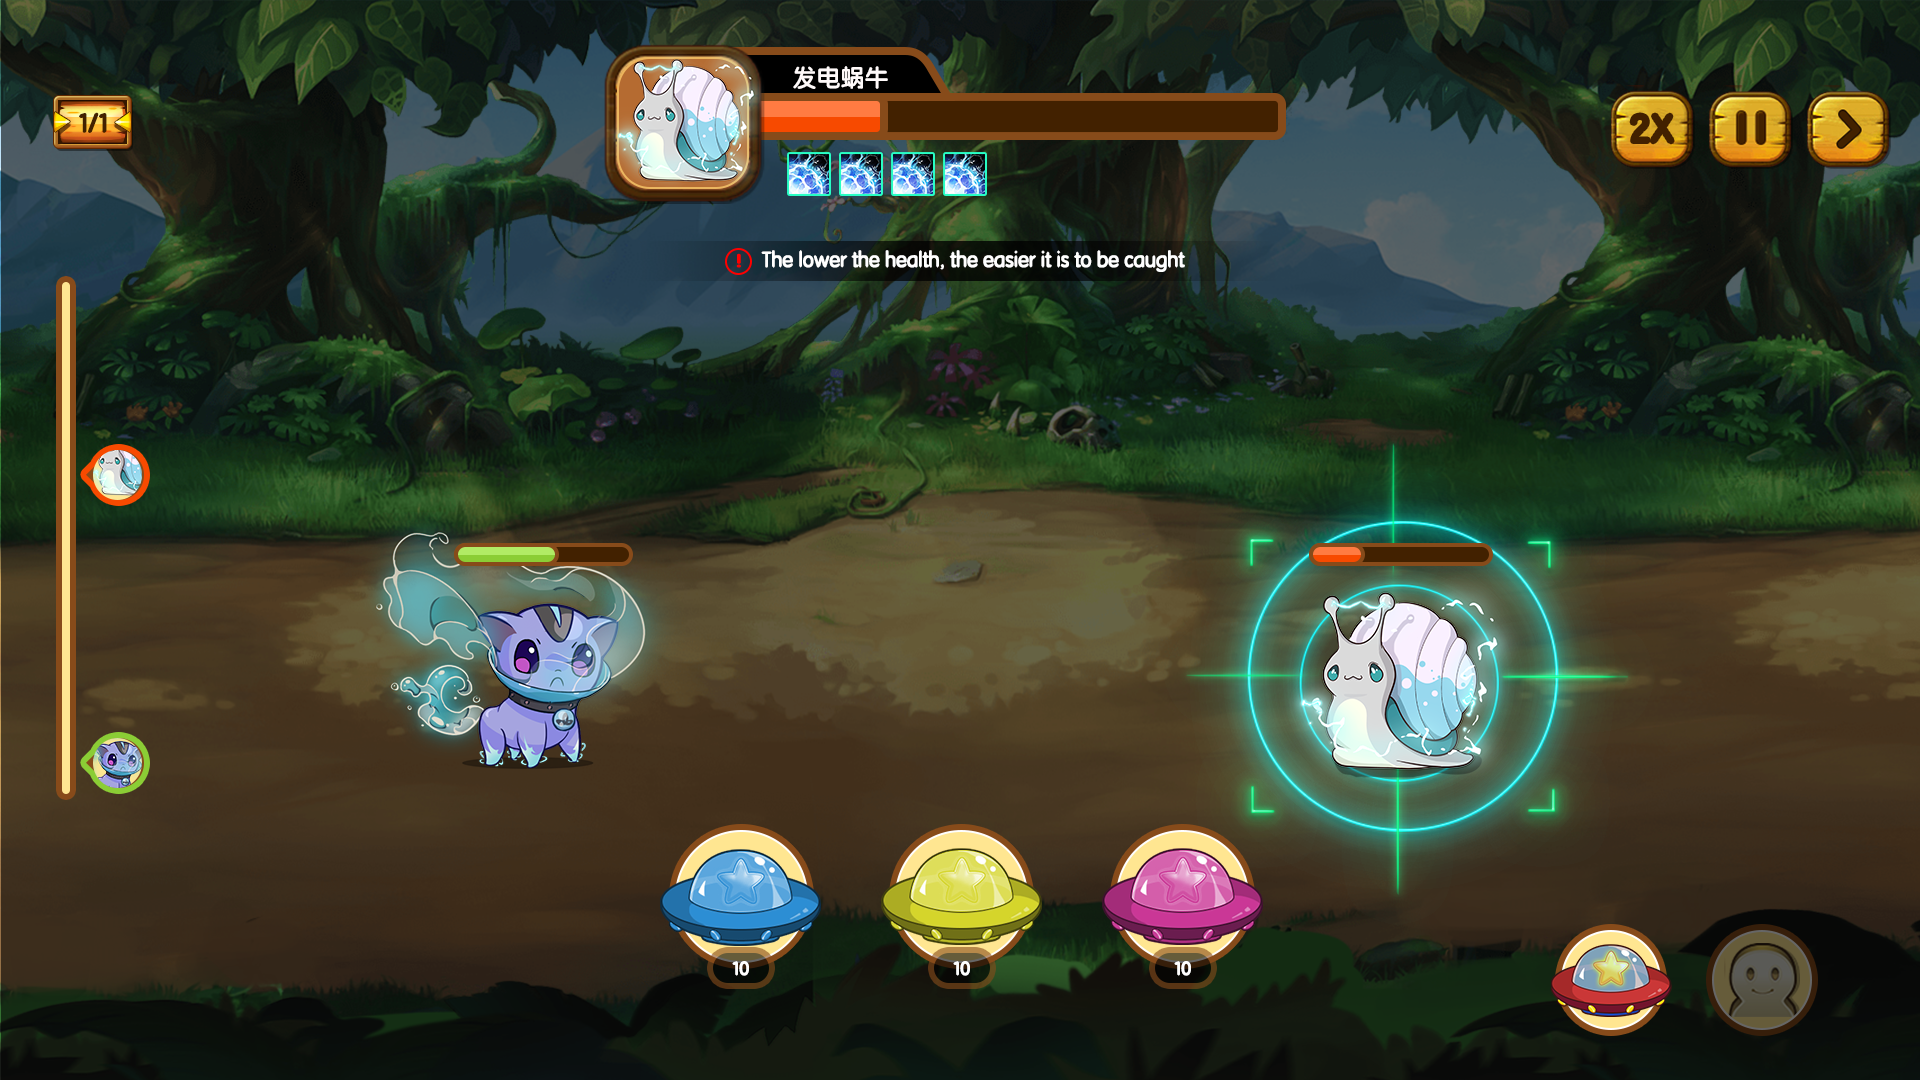 发电蜗牛
1/1
2X
The lower the health, the easier it is to be caught
10
10
10